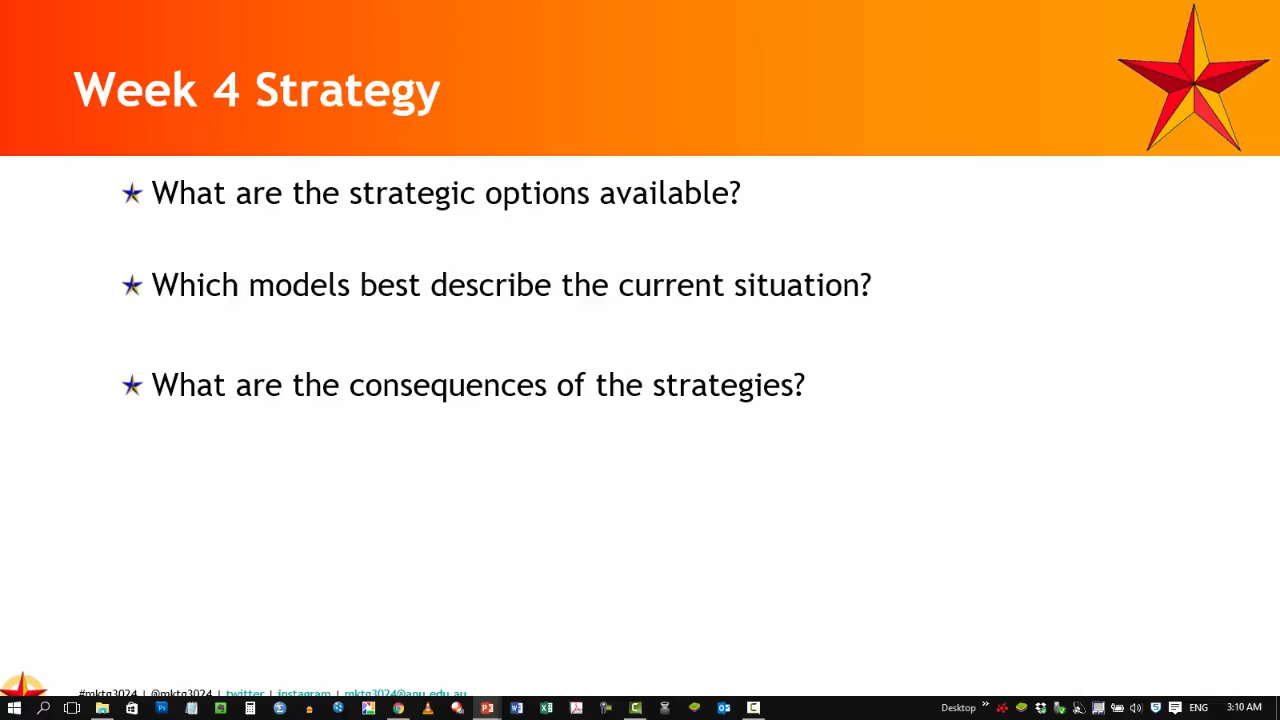 Week 4 Strategy
What are the strategic options available?
Which models best describe the current situation?
What are the consequences of the strategies?
#mktg3024 | @mktg3024 | twitter | instagram | mktg3024@anu.edu.au
Desktop » ENG 3:10 AM